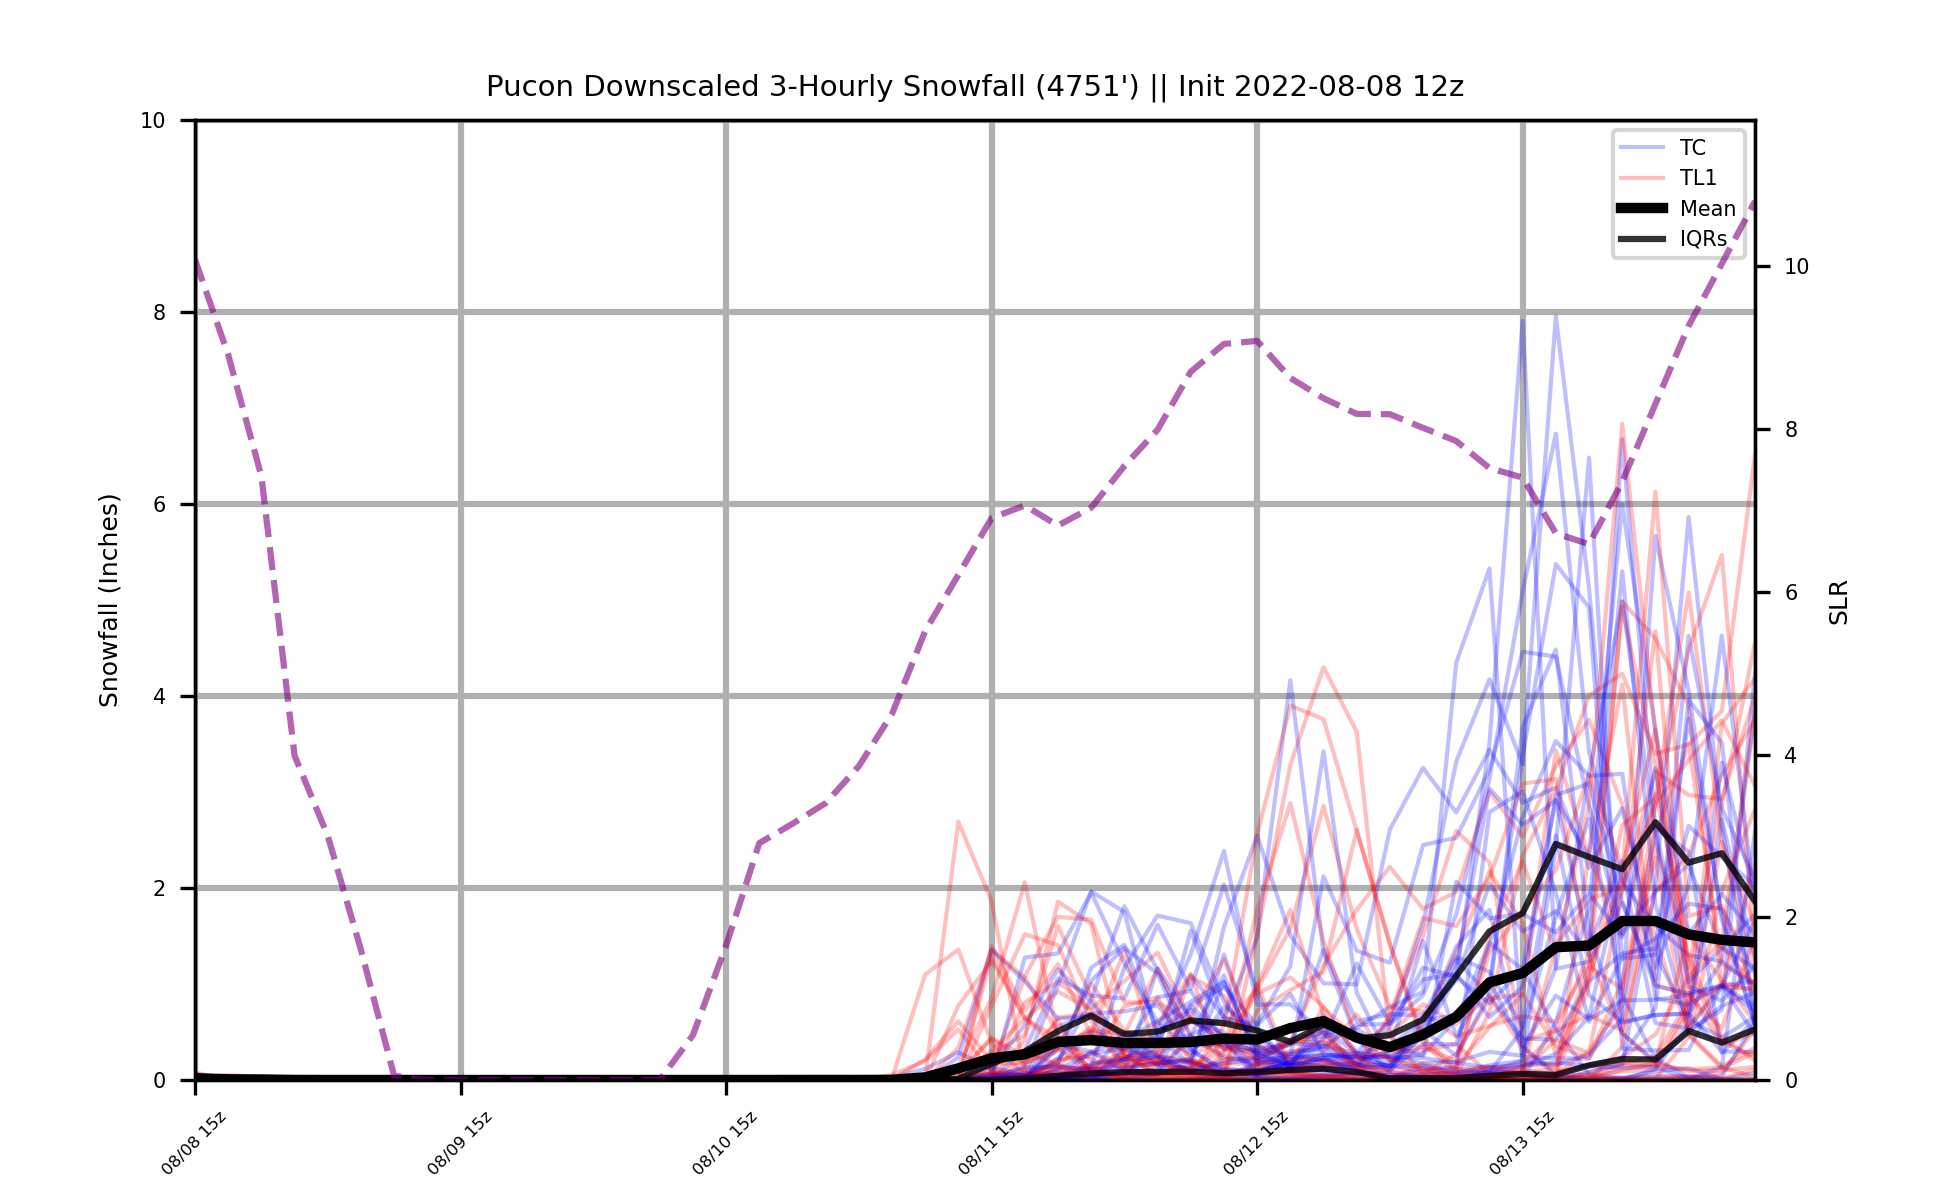 Pucon Downscaled 3-Hourly Snowfall (4751') || Init 2022-08-08 12z
10
8
6
4
2
0
Snowfall (Inches)
TC
TL1
Mean
IQRs
10
8
6
4
2
0
SLR
08/08 15z
08/09 15z
08/10 15z
08/11 15z
08/12 15z
08/13 15z